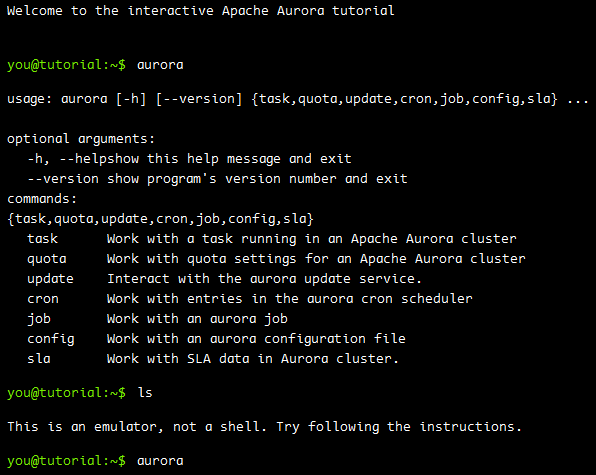 Welcome to the interactive Apache Aurora tutorial
you@tutorial:~$ aurora
usage: aurora [-h] [--version] {task,quota,update,cron,job,config,sla} ...
optional arguments:
-h, --helpshow this help message and exit
--version show program's version number and exit
commands:
{task,quota,update,cron,job,config,sla}
task Work with a task running in an Apache Aurora cluster
quota Work with quota settings for an Apache Aurora cluster
update Interact with the aurora update service.
cron Work with entries in the aurora cron scheduler
job Work with an aurora job
config Work with an aurora configuration file
sla Work with SLA data in Aurora cluster.
you@tutorial:~$ ls
This is an emulator, not a shell. Try following the instructions.
you@tutorial:~$ aurora